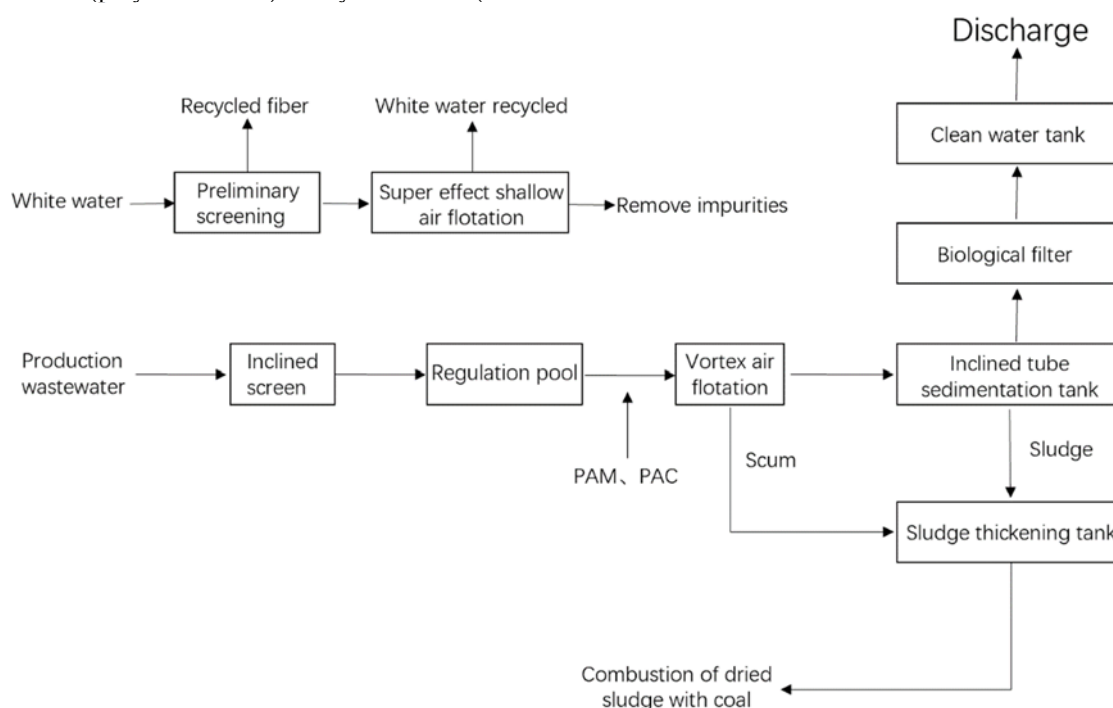 Discharge
Recycled fiber
White water recycled
Clean water tank
White water
Preliminary
screening
Super effect shallow
air flotation
Remove impurities
Biological filter
Production
wastewater
Inclined
screen
Regulation pool
Vortex air
flotation
Inclined tube
sedimentation tank
PAM、PAC
Scum
Sludge
Sludge thickening tank
Combustion of dried
sludge with coal